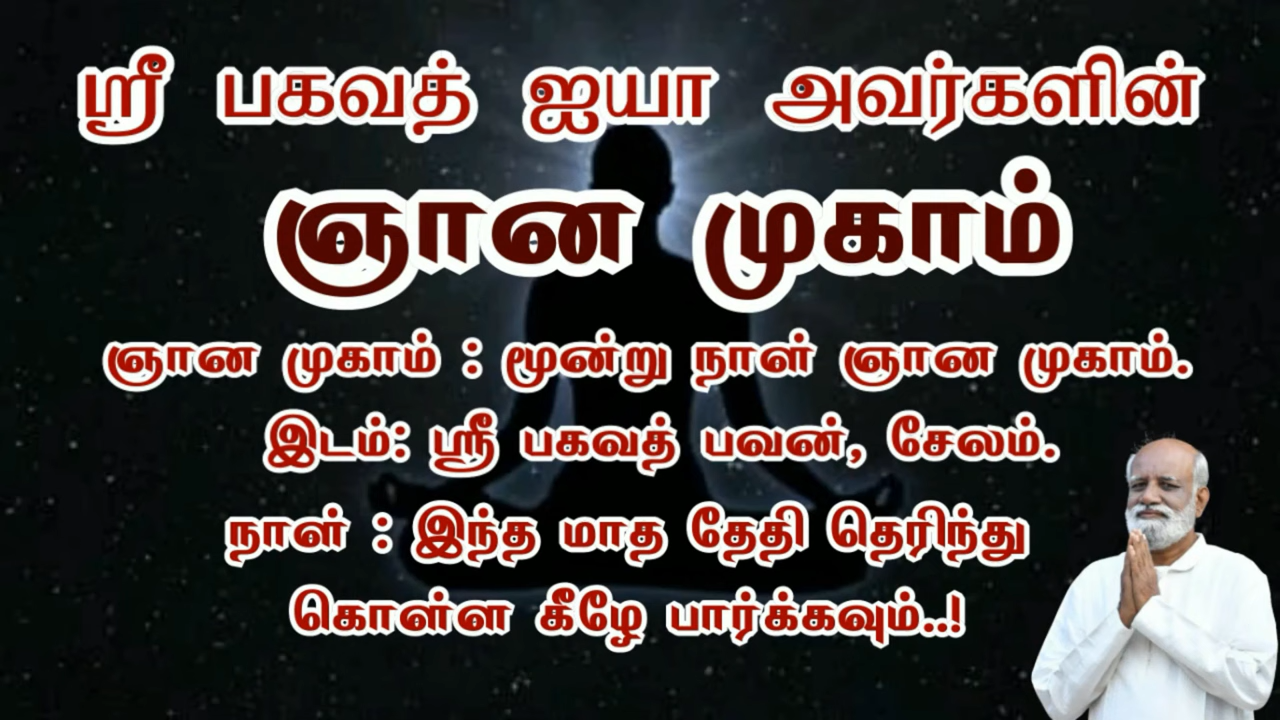 ஸ்ரீ பகவத் ஐயா அவர்களின்
ஞான முகாம்
ஞான முகாம் : மூன்று நாள் ஞான முகாம்.
இடம்: ஸ்ரீ பகவத் பவன், சேலம்.
நாள் : இந்த மாத தேதி தெரிந்து
கொள்ள கீழே பார்க்கவும்..!